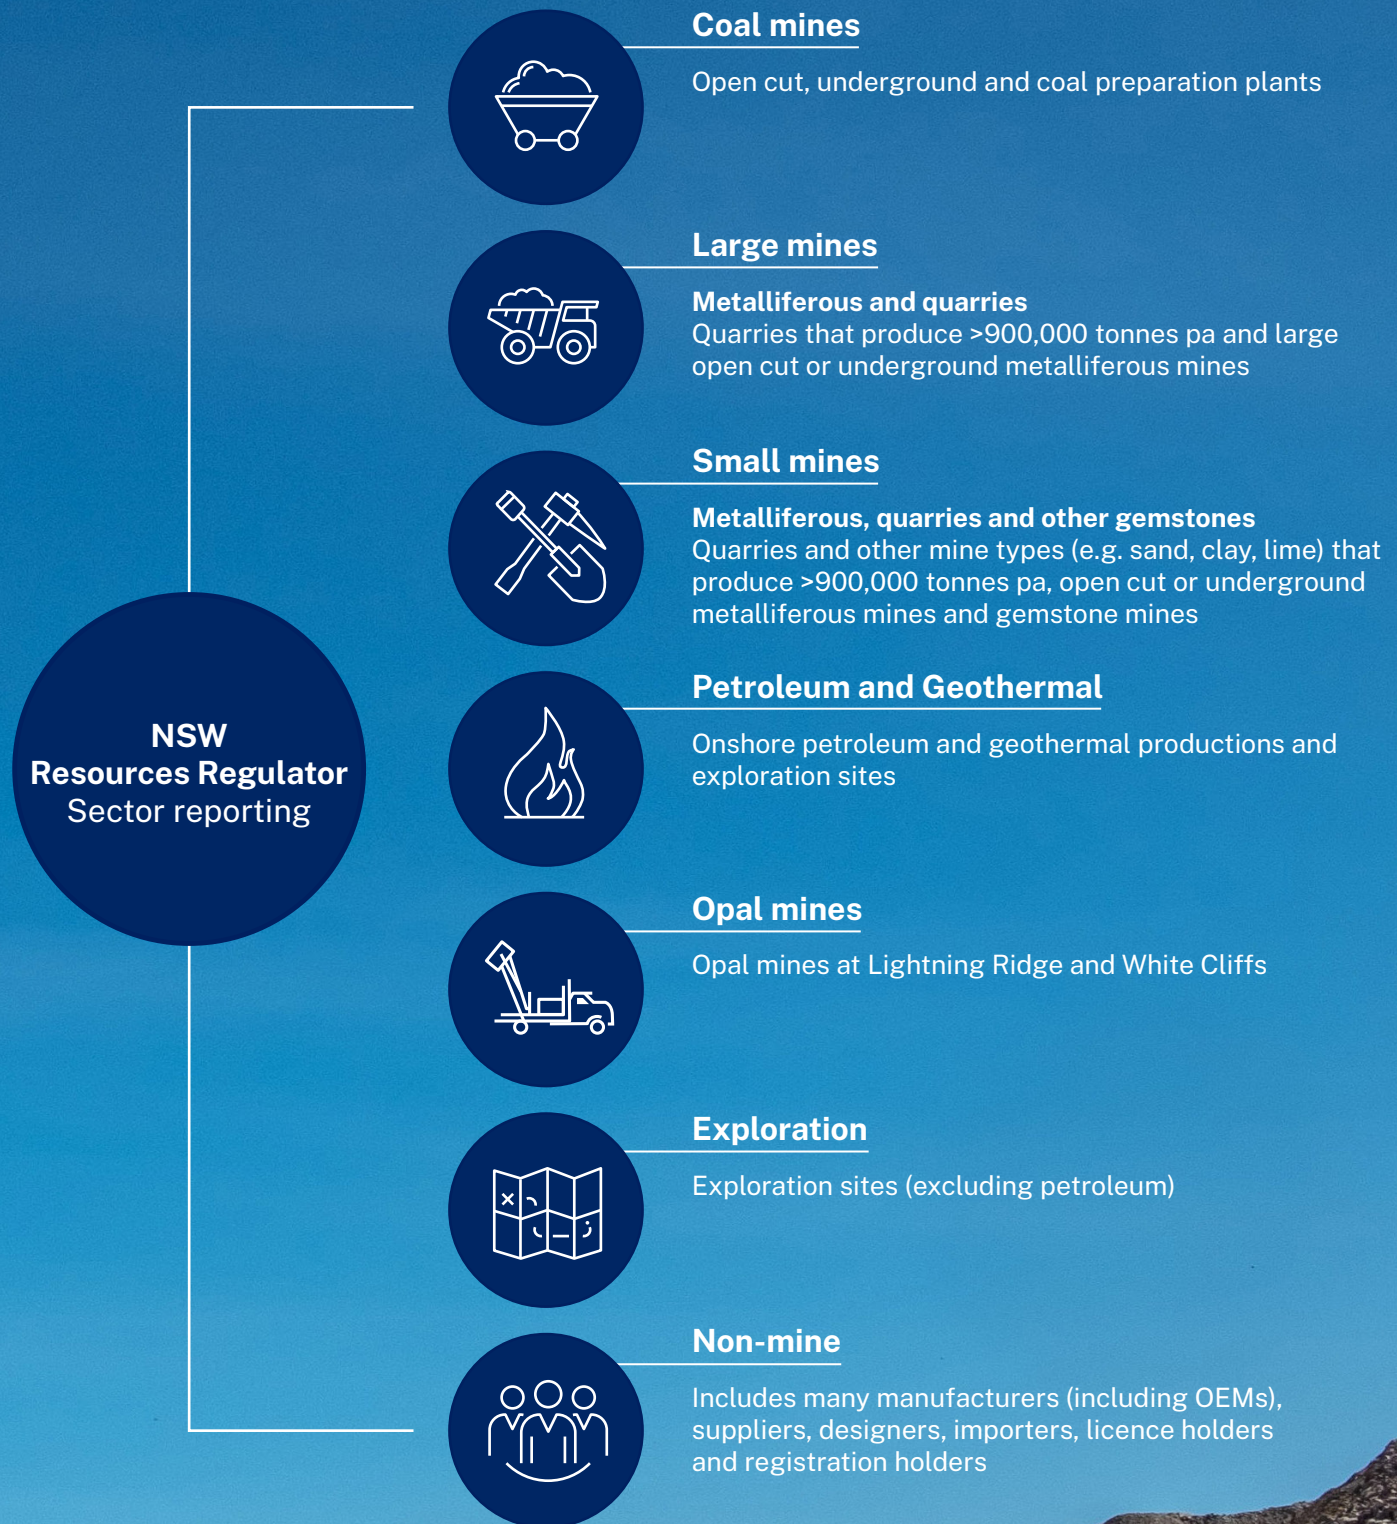 NSW
Resources Regulator
Sector reporting
Coal mines
Open cut, underground and coal preparation plants
Large mines
Metalliferous and quarries
Quarries that produce >900,000 tonnes pa and large
open cut or underground metalliferous mines
Small mines
Metalliferous, quarries and other gemstones
Quarries and other mine types (e.g. sand, clay, lime) that
produce >900,000 tonnes pa, open cut or underground
metalliferous mines and gemstone mines
Petroleum and Geothermal
Onshore petroleum and geothermal productions and
exploration sites
Opal mines
Opal mines at Lightning Ridge and White Cliffs
Exploration
Exploration sites (excluding petroleum)
Non-mine
Includes many manufacturers (including OEMs),
suppliers, designers, importers, licence holders
and registration holders